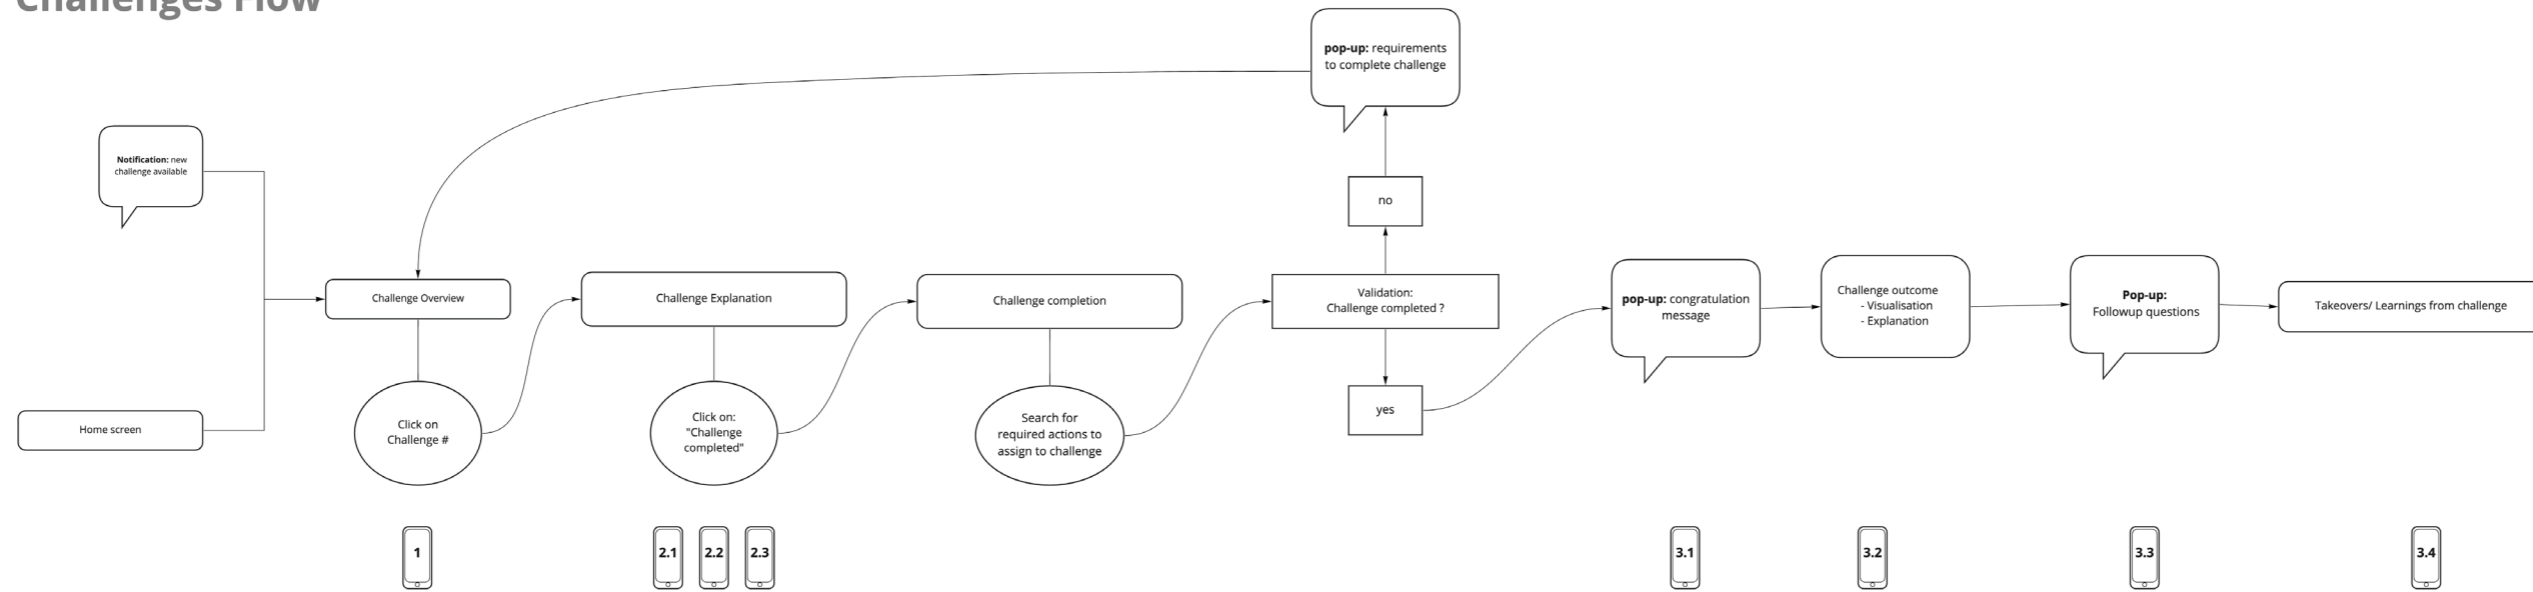 Challenges Flow
pop-up: requirements
to complete challenge
Notification: new
challenge available
no
Challenge Overview
Challenge Explanation
Challenge completion
Validation:
Challenge completed ?
pop-up: congratulation
message
Challenge outcome
- Visualisation
- Explanation
Pop-up:
Followup questions
Takeovers/ Learnings from challenge
Home screen
Click on
Challenge #
Click on:
"Challenge
completed"
Search for
required actions to
assign to challenge
yes
1
2.1
2.2
2.3
3.1
3.2
3.3
3.4